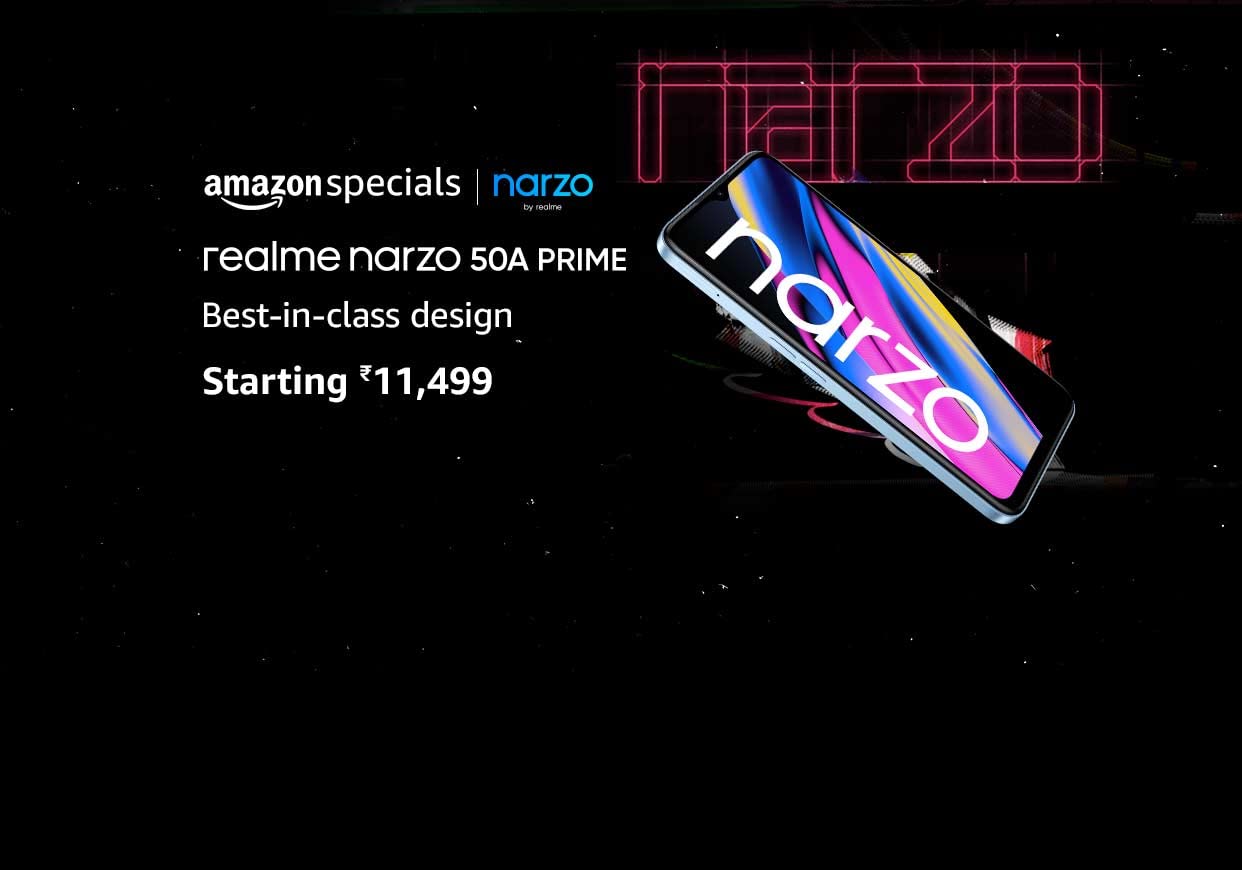 narzo
amazonspecials | narzo
by realme
realme narzo 50A PRIME
Best-in-class design
Starting ₹11,499
narzo